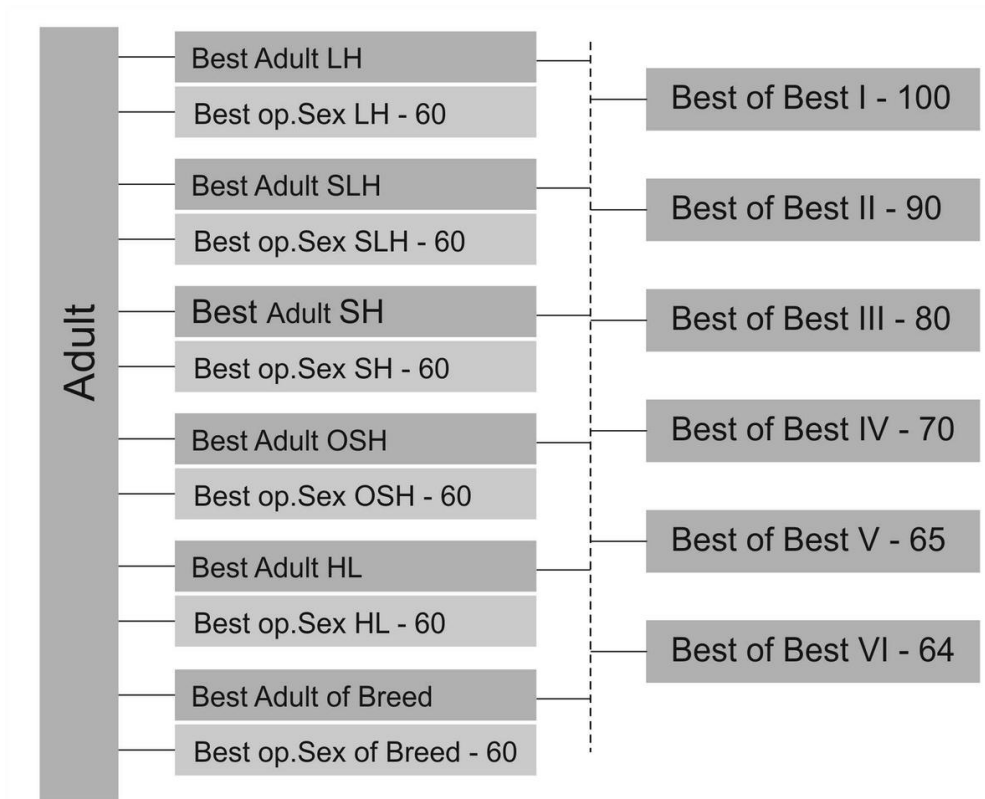 Adult
Best Adult LH
Best op.Sex LH - 60
Best Adult SLH
Best op.Sex SLH - 60
Best Adult SH
Best op.Sex SH - 60
Best Adult OSH
Best op.Sex OSH - 60
Best Adult HL
Best op.Sex HL - 60
Best Adult of Breed
Best op.Sex of Breed - 60
Best of Best I - 100
Best of Best II - 90
Best of Best III - 80
Best of Best IV - 70
Best of Best V - 65
Best of Best VI - 64